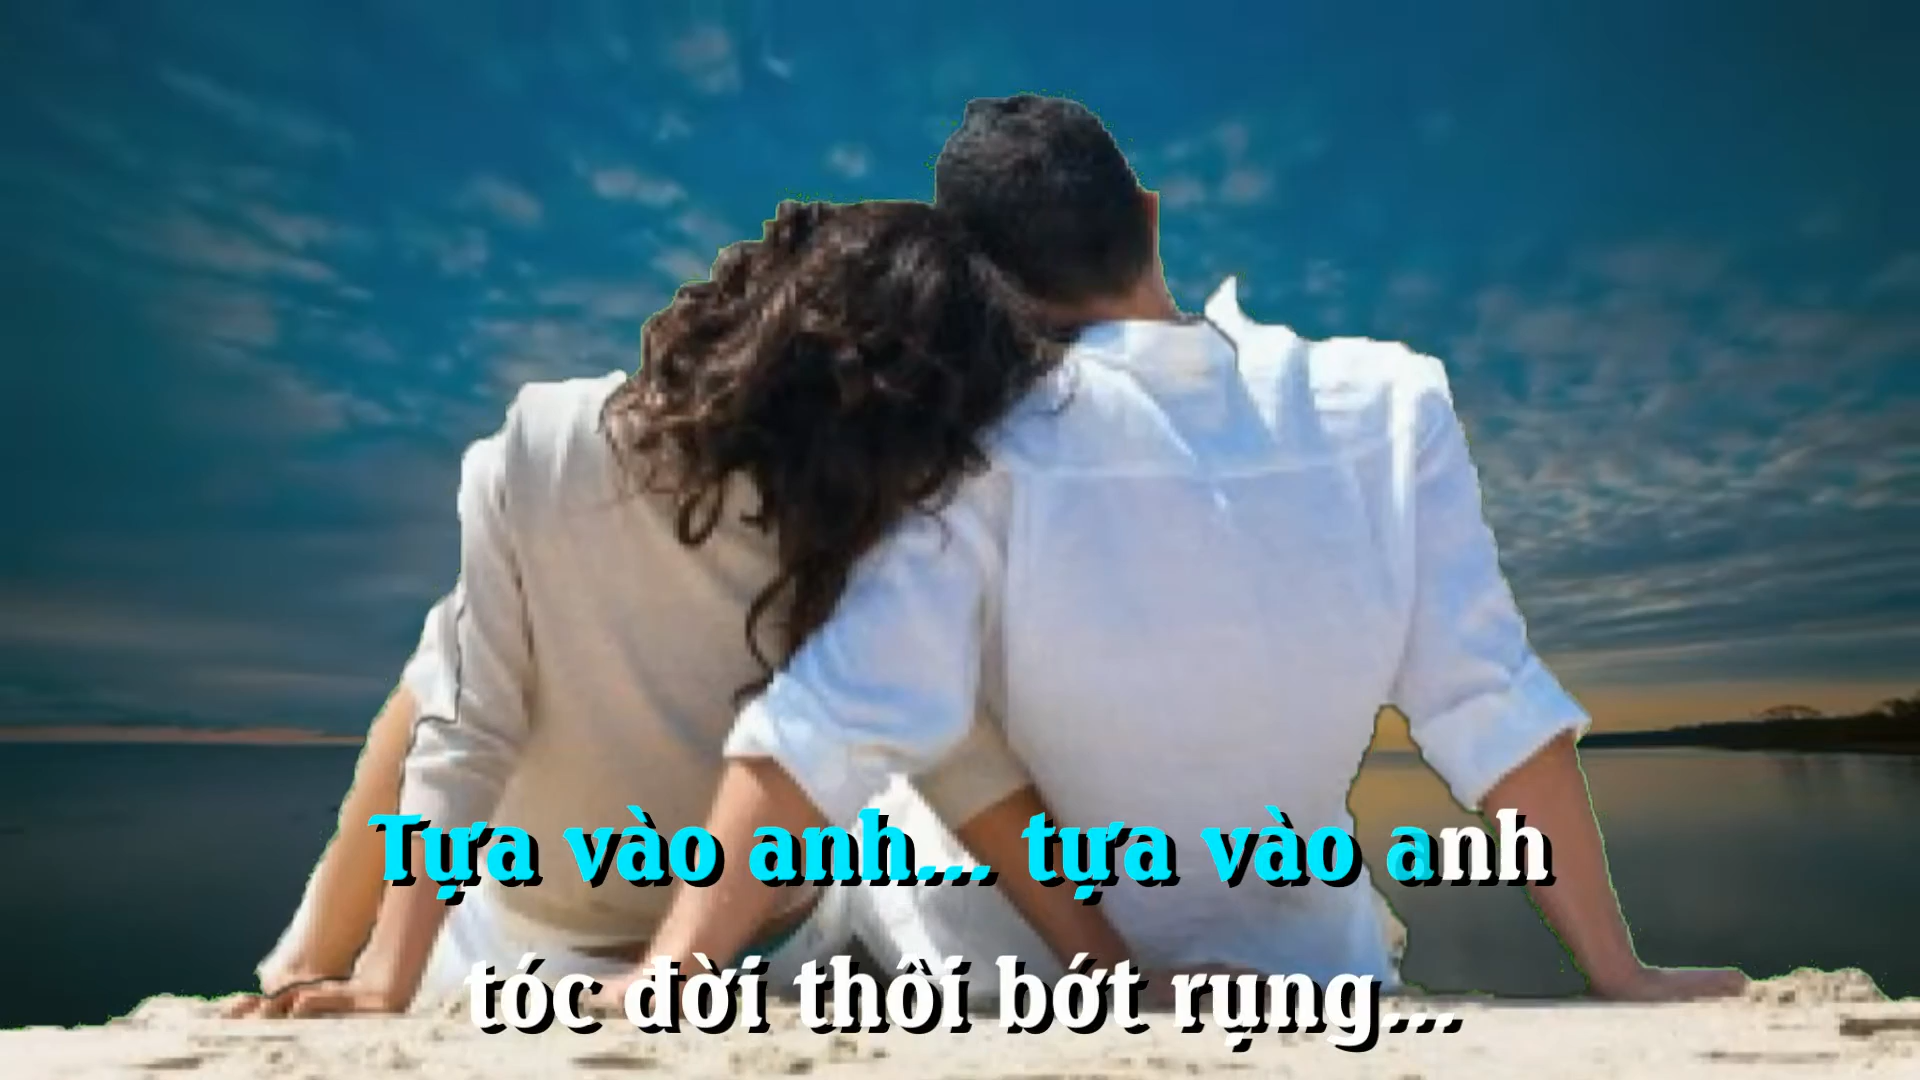 Tựa vào anh... tựa vào anh
tóc đời thôi bớt rụng...